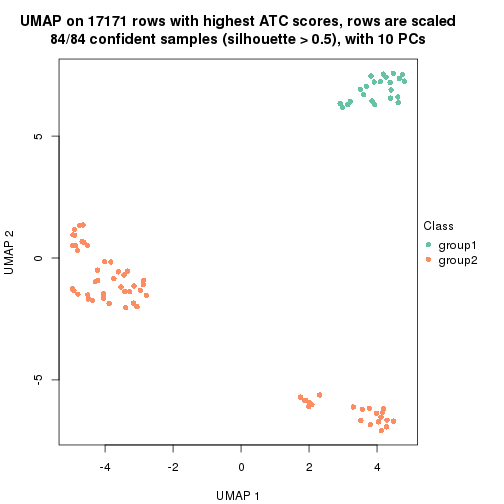 UMAP on 17171 rows with highest ATC scores, rows are scaled
84/84 confident samples (silhouette > 0.5), with 10 PCs
5
0
-5
UMAP 2
-4
-2
0
2
4
UMAP 1
Class
group1
group2